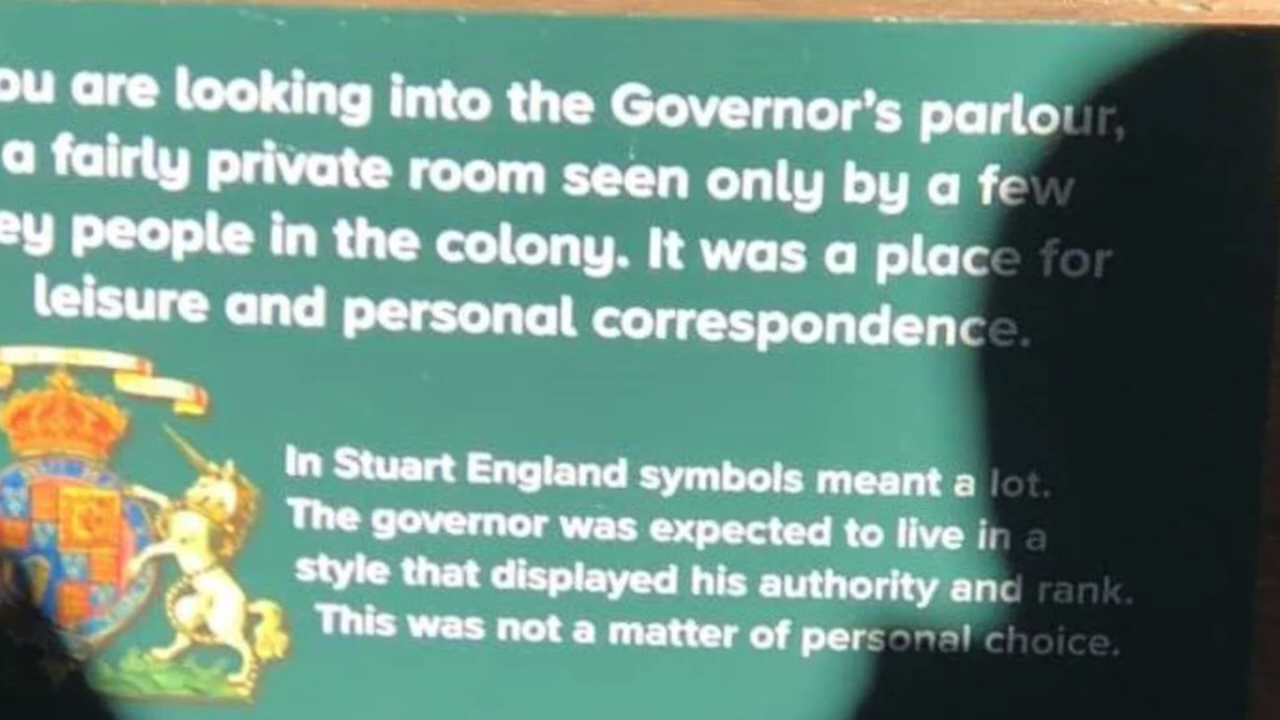 ou are looking into the Governor's parlour,
a fairly private room seen only by a few
ey people in the colony. It was a place for
leisure and personal correspondence.
In Stuart England symbols meant a lot.
The governor was expected to live in a
style that displayed his authority and rank.
This was not a matter of personal choice.